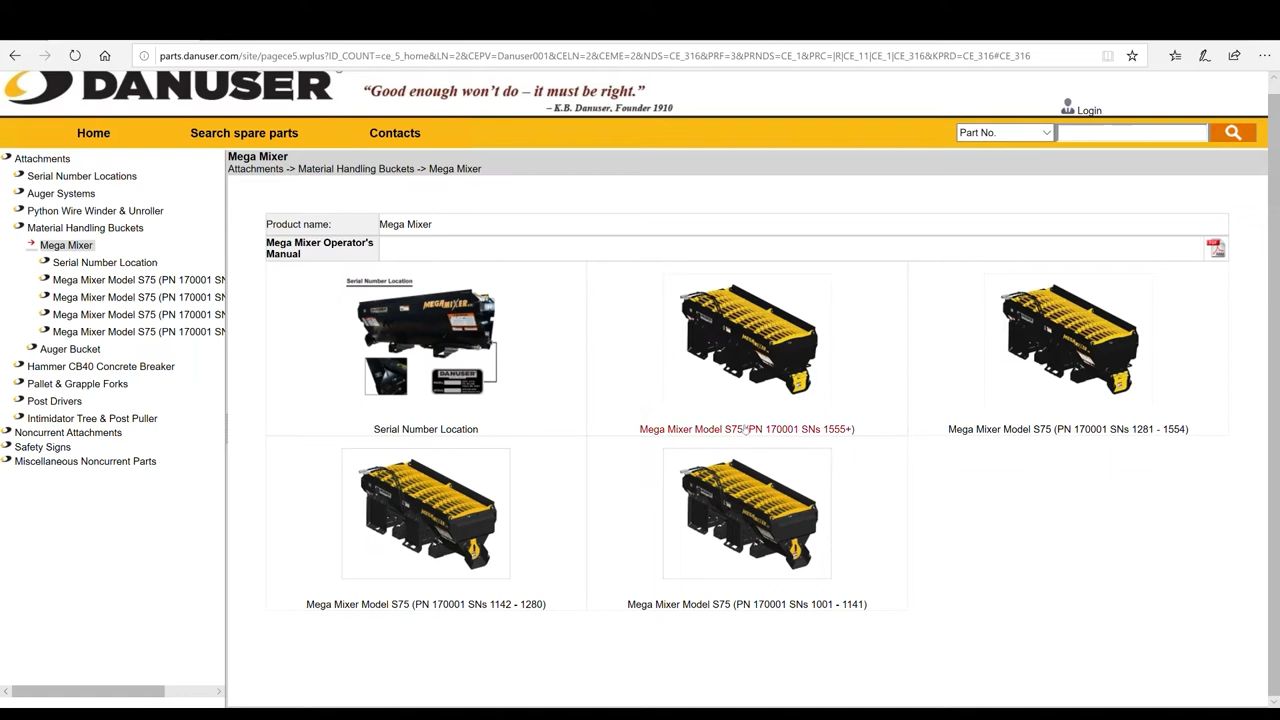 parts.danuser.com/site/pagece5.wplus?ID_COUNT=ce_5_home&LN=2&CEPV=Danuser001&CELN=2&CEME=2&NDS=CE_316&PRF=3&PRNDS=CE_1&PRC=|R|CE_11|CE_1|CE_316&KPRD=CE_316#CE_316
DANUSER
“Good enough won’t do – it must be right.”
– K.B. Danuser, Founder 1910
Login
Home
Search spare parts
Contacts
Part No.
Attachments
Serial Number Locations
Auger Systems
Python Wire Winder & Unroller
Material Handling Buckets
Mega Mixer
Serial Number Location
Mega Mixer Model S75 (PN 170001 SN
Mega Mixer Model S75 (PN 170001 SN
Mega Mixer Model S75 (PN 170001 SN
Mega Mixer Model S75 (PN 170001 SN
Auger Bucket
Hammer CB40 Concrete Breaker
Pallet & Grapple Forks
Post Drivers
Intimidator Tree & Post Puller
Noncurrent Attachments
Safety Signs
Miscellaneous Noncurrent Parts
Mega Mixer
Attachments -> Material Handling Buckets -> Mega Mixer
Product name:
Mega Mixer
Mega Mixer Operator's
Manual
Serial Number Location
MEGAMIXER
DANUSER
Serial Number Location
Mega Mixer Model S75 (PN 170001 SNs 1555+)
Mega Mixer Model S75 (PN 170001 SNs 1281 - 1554)
Mega Mixer Model S75 (PN 170001 SNs 1142 - 1280)
Mega Mixer Model S75 (PN 170001 SNs 1001 - 1141)